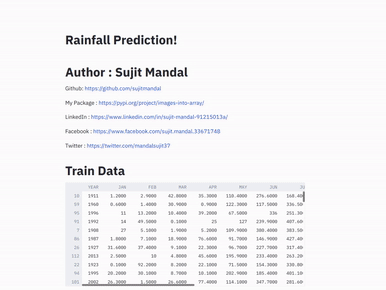 Rainfall Prediction!
Author : Sujit Mandal
Github: https://github.com/sujitmandal
My Package : https://pypi.org/project/images-into-array/
LinkedIn : https://www.linkedin.com/in/sujit-mandal-91215013a/
Facebook : https://www.facebook.com/sujit.mandal.33671748
Twitter : https://twitter.com/mandalsujit37
Train Data
YEAR JAN FEB MAR APR MAY JUN
10 1911 1.2000 2.9000 42.0000 35.3000 110.4000 276.6000 160.40
59 1960 0.6000 1.4000 30.9000 0.9000 122.3000 117.5000 336.50
95 1996 11 13.2000 10.4000 39.2000 67.5000 336 251.30
91 1992 14 49.5000 8.1000 25 127 239.9000 407.60
7 1908 27 5.1000 1.9000 5.2000 109.9000 300.4000 383.50
86 1987 1.8000 7.1000 18.9000 76.6000 91.7000 146.9000 427.40
26 1927 31.6000 37.4000 9.1000 22.3000 96.7000 227.7000 317.40
112 2013 2.5000 10 4.8000 45.6000 195.9000 233.4000 263.20
22 1923 0.1000 92.2000 8.2000 22.1000 71.5000 154.3000 330.80
94 1995 20.2000 30.1000 8.7000 10.1000 202.9000 105.4000 401.10
101 2002 26.3000 1.5000 26.6000 77.4000 114.1000 347.7000 281.60